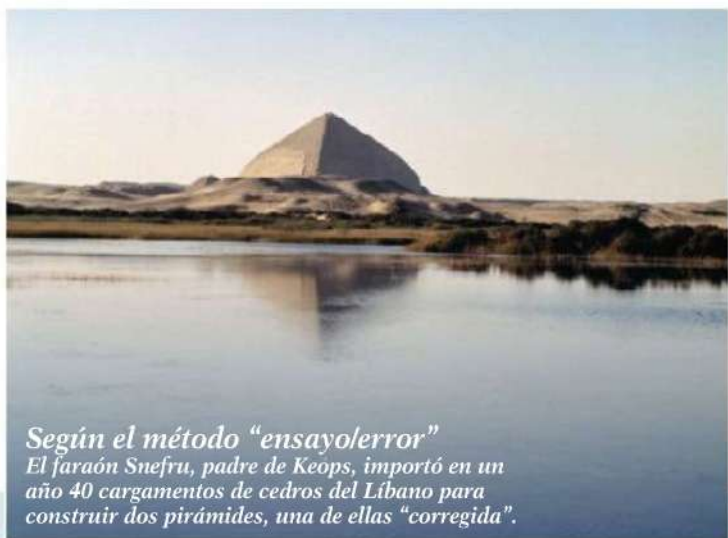 Según el método “ensayo/error”
El faraón Snefru, padre de Keops, importó en un
año 40 cargamentos de cedros del Líbano para
construir dos pirámides, una de ellas “corregida”.